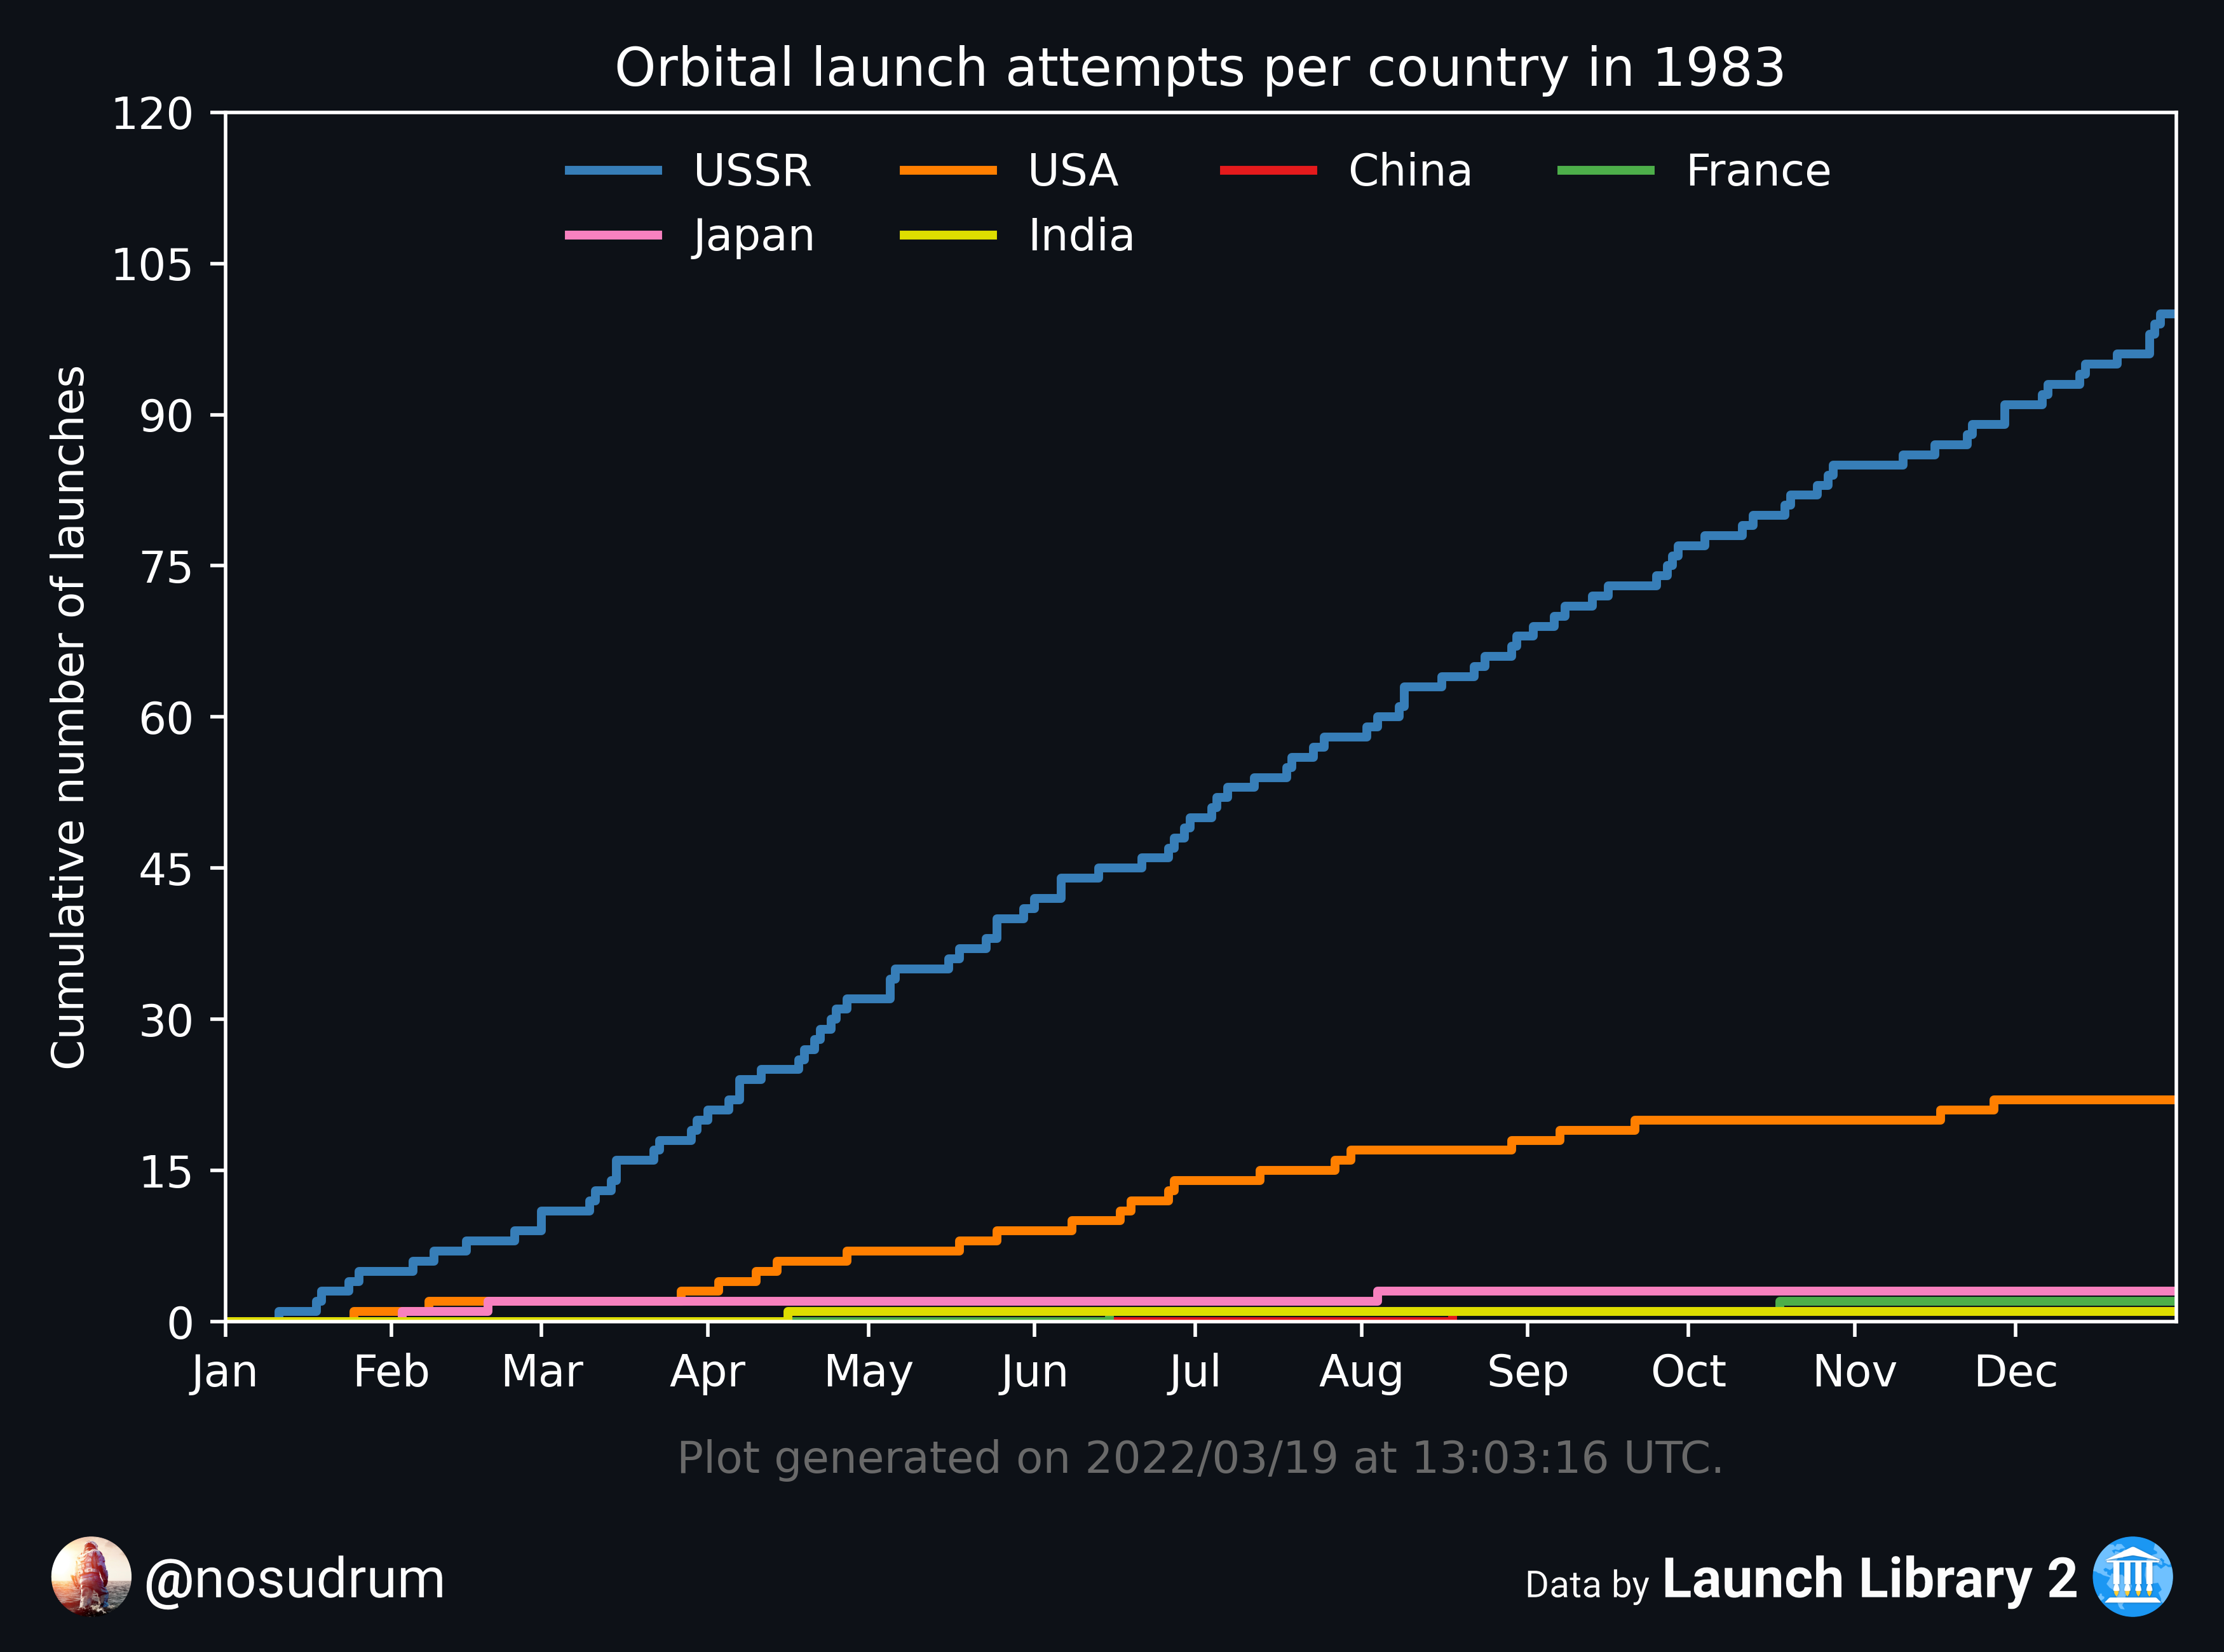 Orbital launch attempts per country in 1983
USSR USA China France
Japan India
Cumulative number of launches
120
105
90
75
60
45
30
15
0
Jan Feb Mar Apr May Jun Jul Aug Sep Oct Nov Dec
Plot generated on 2022/03/19 at 13:03:16 UTC.
@nosudrum
Data by Launch Library 2